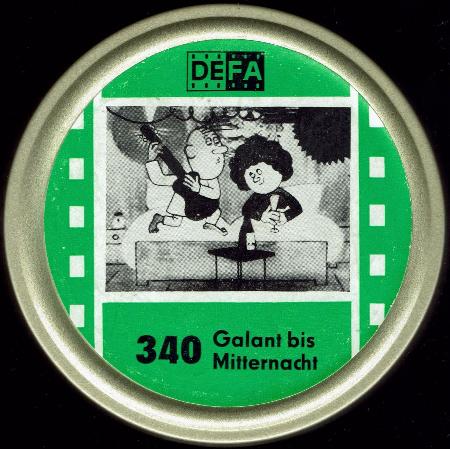 DEFA
340 Galant bis
Mitternacht